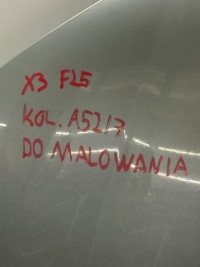 X3 F25
KOL. A52/7
DO MALOWANIA